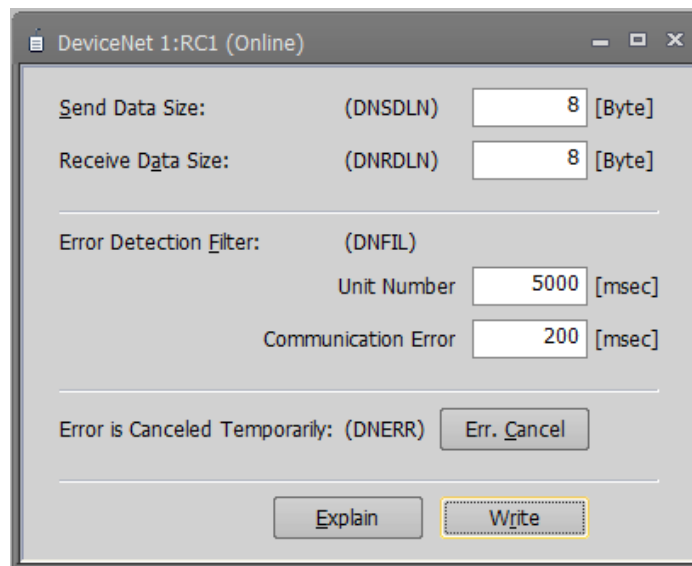 DeviceNet 1:RC1 (Online)
Send Data Size: (DNSDLN) 8 [Byte]
Receive Data Size: (DNRDLN) 8 [Byte]
Error Detection Filter: (DNFIL)
Unit Number 5000 [msec]
Communication Error 200 [msec]
Error is Canceled Temporarily: (DNERR) Err. Cancel
Explain Write